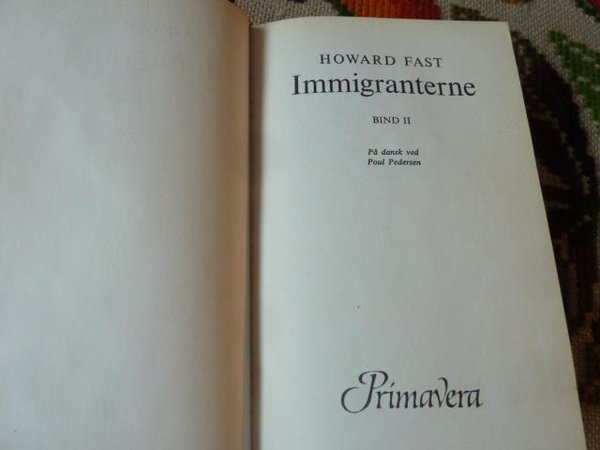 HOWARD FAST
Immigranterne
BIND II
På dansk ved
Poul Pedersen
Primavera